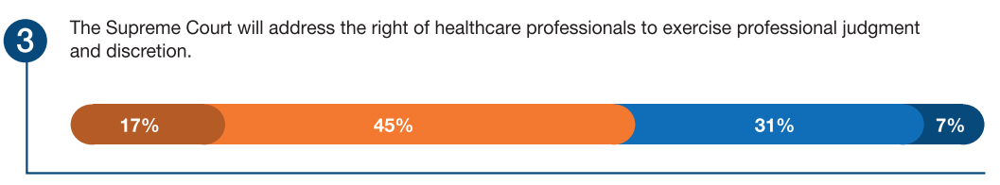 3
The Supreme Court will address the right of healthcare professionals to exercise professional judgment
and discretion.
17% 45% 31% 7%